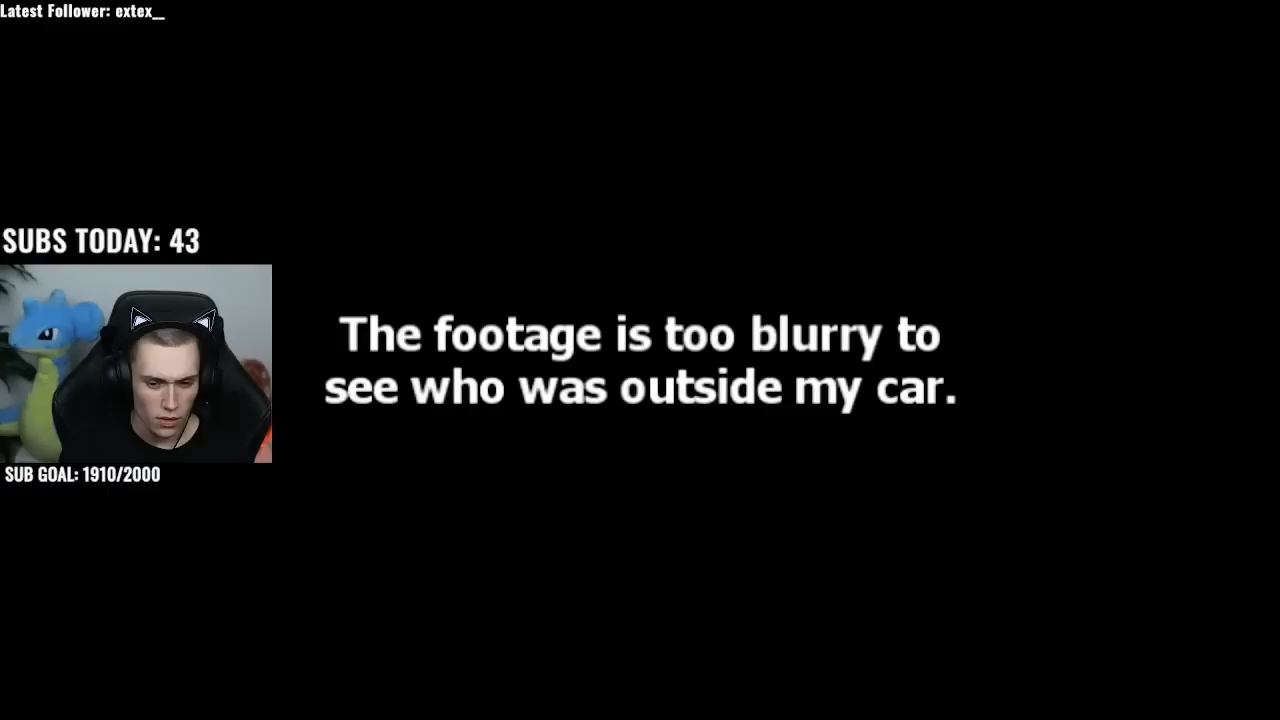 Latest Follower: extex__
SUBS TODAY: 43
The footage is too blurry to
see who was outside my car.
SUB GOAL: 1910/2000